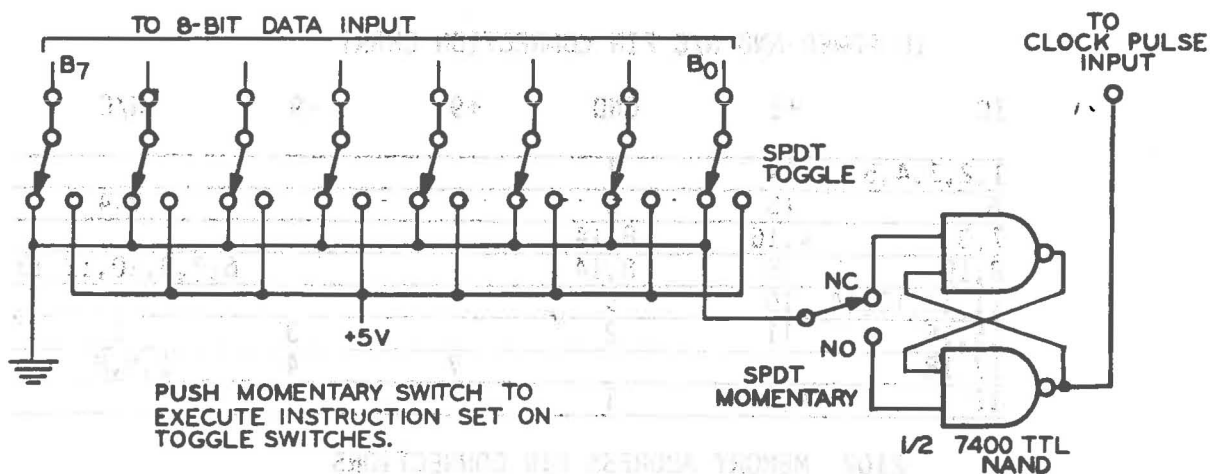 TO 8-BIT DATA INPUT
B7
B0
TO
CLOCK PULSE
INPUT
SPDT
TOGGLE
NC
NO
+5V
SPDT
MOMENTARY
PUSH MOMENTARY SWITCH TO
EXECUTE INSTRUCTION SET ON
TOGGLE SWITCHES.
1/2 7400 TTL
NAND